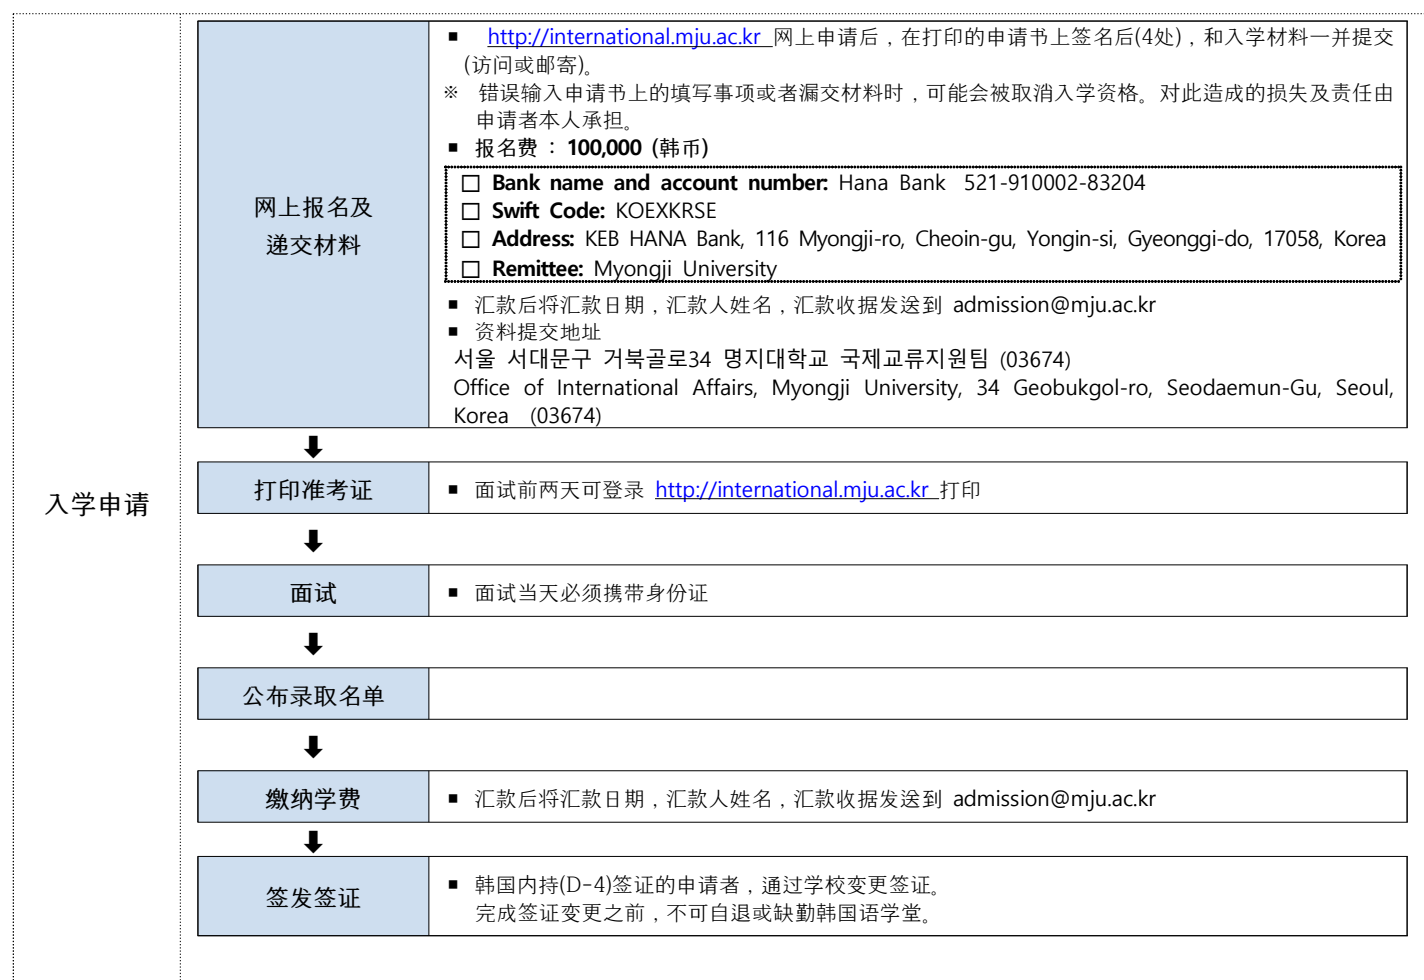 入学申请
网上报名及
递交材料
■ http://international.mju.ac.kr 网上申请后，在打印的申请书上签名后(4处)，和入学材料一并提交
(访问或邮寄)。
※ 错误输入申请书上的填写事项或者漏交材料时，可能会被取消入学资格。对此造成的损失及责任由
申请者本人承担。
■ 报名费 : 100,000 (韩币)
□ Bank name and account number: Hana Bank 521-910002-83204
□ Swift Code: KOEXKRSE
□ Address: KEB HANA Bank, 116 Myongji-ro, Cheoin-gu, Yongin-si, Gyeonggi-do, 17058, Korea
□ Remittee: Myongji University
■ 汇款后将汇款日期，汇款人姓名，汇款收据发送到 admission@mju.ac.kr
■ 资料提交地址
서울 서대문구 거북골로34 명지대학교 국제교류지원팀 (03674)
Office of International Affairs, Myongji University, 34 Geobukgol-ro, Seodaemun-Gu, Seoul,
Korea (03674)
打印准考证
■ 面试前两天可登录 http://international.mju.ac.kr 打印
面试
■ 面试当天必须携带身份证
公布录取名单
缴纳学费
■ 汇款后将汇款日期，汇款人姓名，汇款收据发送到 admission@mju.ac.kr
签发签证
■ 韩国内持(D-4)签证的申请者，通过学校变更签证。
完成签证变更之前，不可自退或缺勤韩国语学堂。